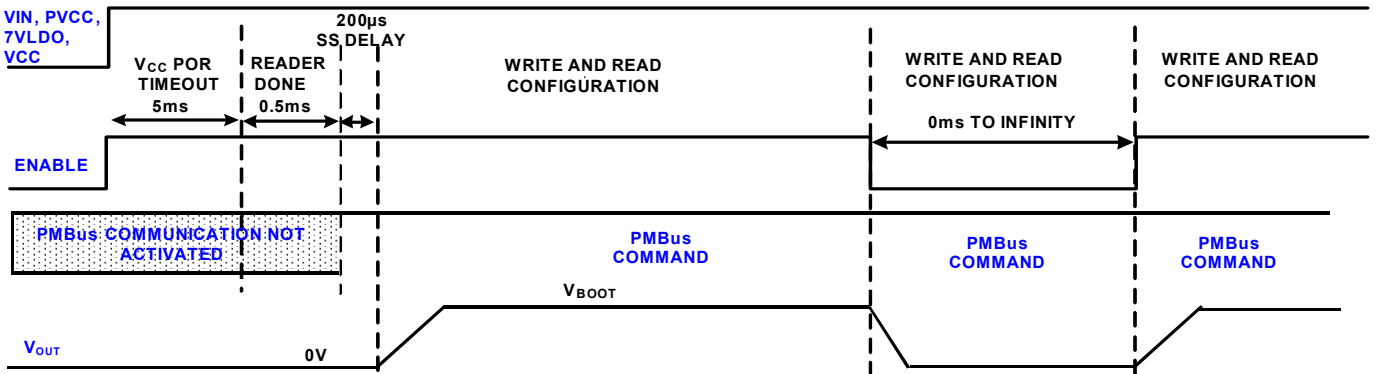 VIN, PVCC,
7VLDO,
VCC
200µs
SS DELAY
VCC POR
TIMEOUT
5ms
READER
DONE
0.5ms
WRITE AND READ
CONFIGURATION
WRITE AND READ
CONFIGURATION
WRITE AND READ
CONFIGURATION
0ms TO INFINITY
ENABLE
PMBus COMMUNICATION NOT
ACTIVATED
PMBus
COMMAND
PMBus
COMMAND
PMBus
COMMAND
VBOOT
VOUT
0V